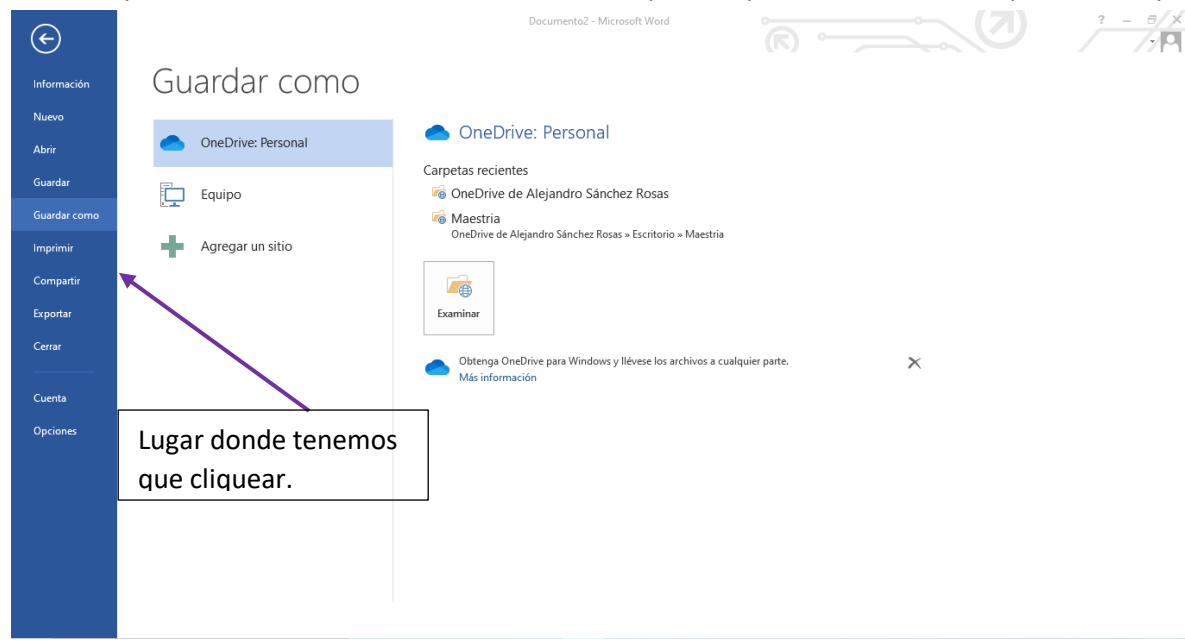 Documento2 - Microsoft Word
?
Información
Nuevo
Abrir
Guardar
Guardar como
Imprimir
Compartir
Exportar
Cerrar
Cuenta
Opciones
Guardar como
OneDrive: Personal
Equipo
Agregar un sitio
OneDrive: Personal
Carpetas recientes
OneDrive de Alejandro Sánchez Rosas
Maestria
OneDrive de Alejandro Sánchez Rosas » Escritorio » Maestria
Examinar
Obtenga OneDrive para Windows y llévese los archivos a cualquier parte.
Más información
Lugar donde tenemos
que cliquear.